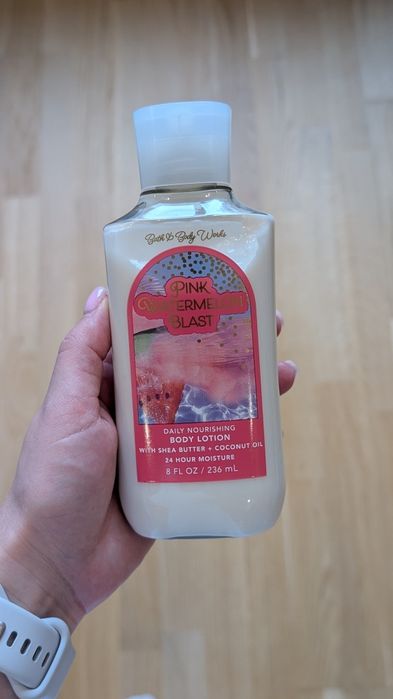 Bath & Body Works
PINK
WATERMELON
BLAST
DAILY NOURISHING
BODY LOTION
WITH SHEA BUTTER + COCONUT OIL
24 HOUR MOISTURE
8 FL OZ / 236 mL